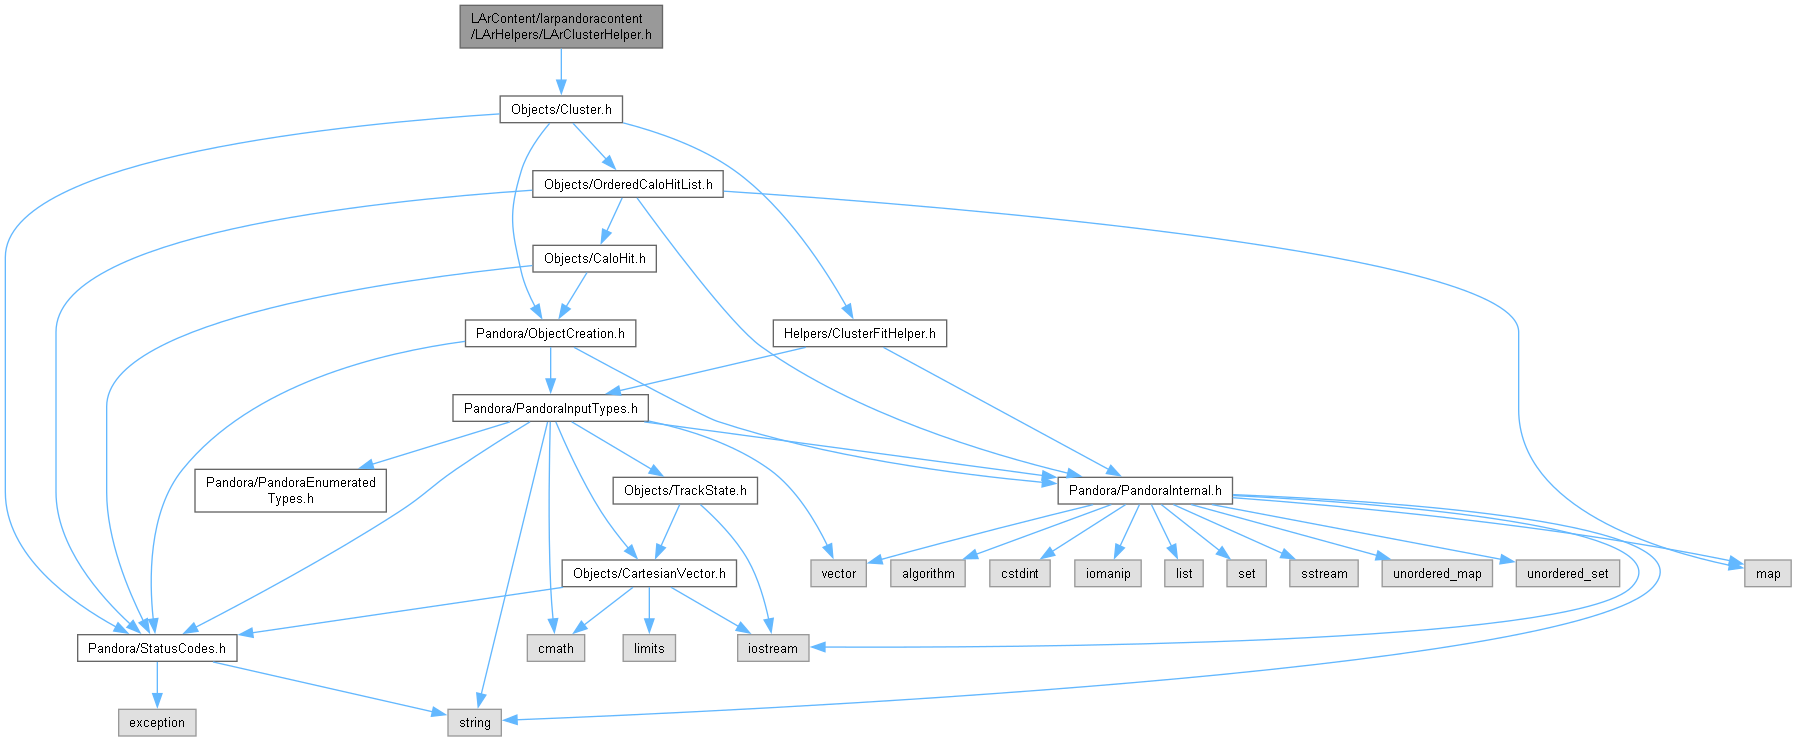 LArContent/larpandoracontent
/LArHelpers/LArClusterHelper.h
Objects/Cluster.h
Objects/OrderedCaloHitList.h
Objects/CaloHit.h
Pandora/ObjectCreation.h
Helpers/ClusterFitHelper.h
Pandora/PandoraInputTypes.h
Pandora/PandoraEnumerated
Types.h
Objects/TrackState.h
Pandora/PandoraInternal.h
Objects/CartesianVector.h
vector
algorithm
cstdint
iomanip
list
set
sstream
unordered_map
unordered_set
map
Pandora/StatusCodes.h
cmath
limits
iostream
exception
string